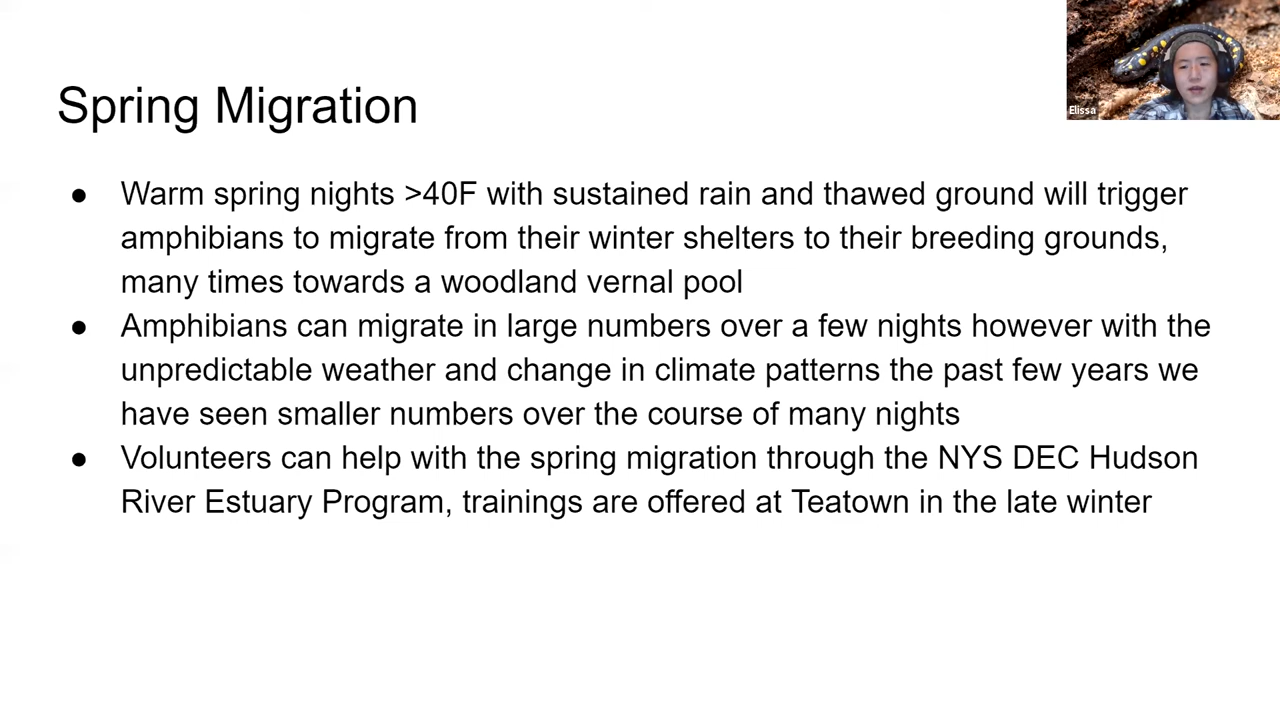 Elissa
Spring Migration
● Warm spring nights >40F with sustained rain and thawed ground will trigger
amphibians to migrate from their winter shelters to their breeding grounds,
many times towards a woodland vernal pool
● Amphibians can migrate in large numbers over a few nights however with the
unpredictable weather and change in climate patterns the past few years we
have seen smaller numbers over the course of many nights
● Volunteers can help with the spring migration through the NYS DEC Hudson
River Estuary Program, trainings are offered at Teatown in the late winter